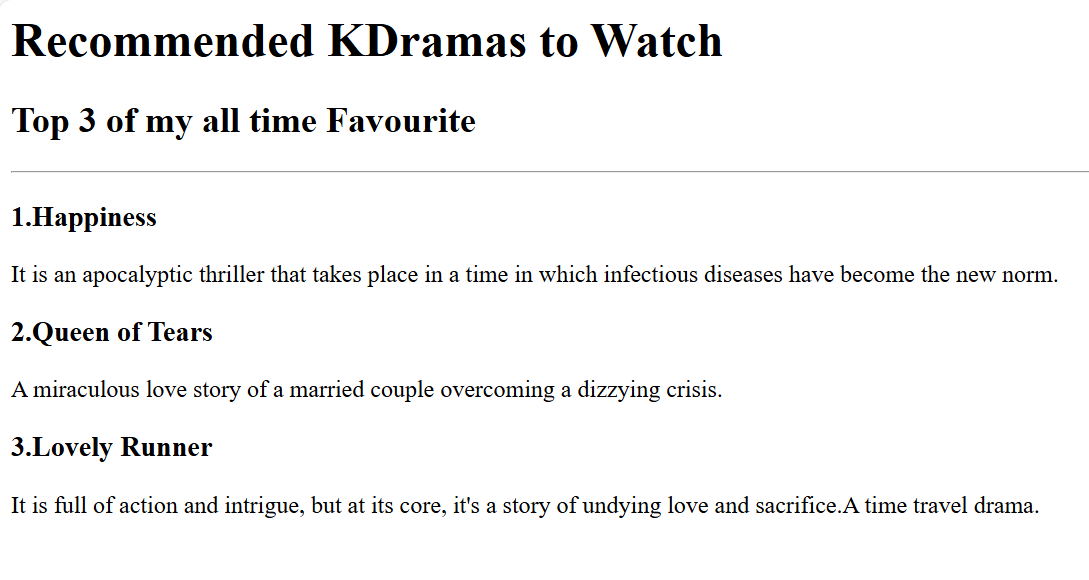 Recommended KDramas to Watch
Top 3 of my all time Favourite
1.Happiness
It is an apocalyptic thriller that takes place in a time in which infectious diseases have become the new norm.
2.Queen of Tears
A miraculous love story of a married couple overcoming a dizzying crisis.
3.Lovely Runner
It is full of action and intrigue, but at its core, it's a story of undying love and sacrifice.A time travel drama.